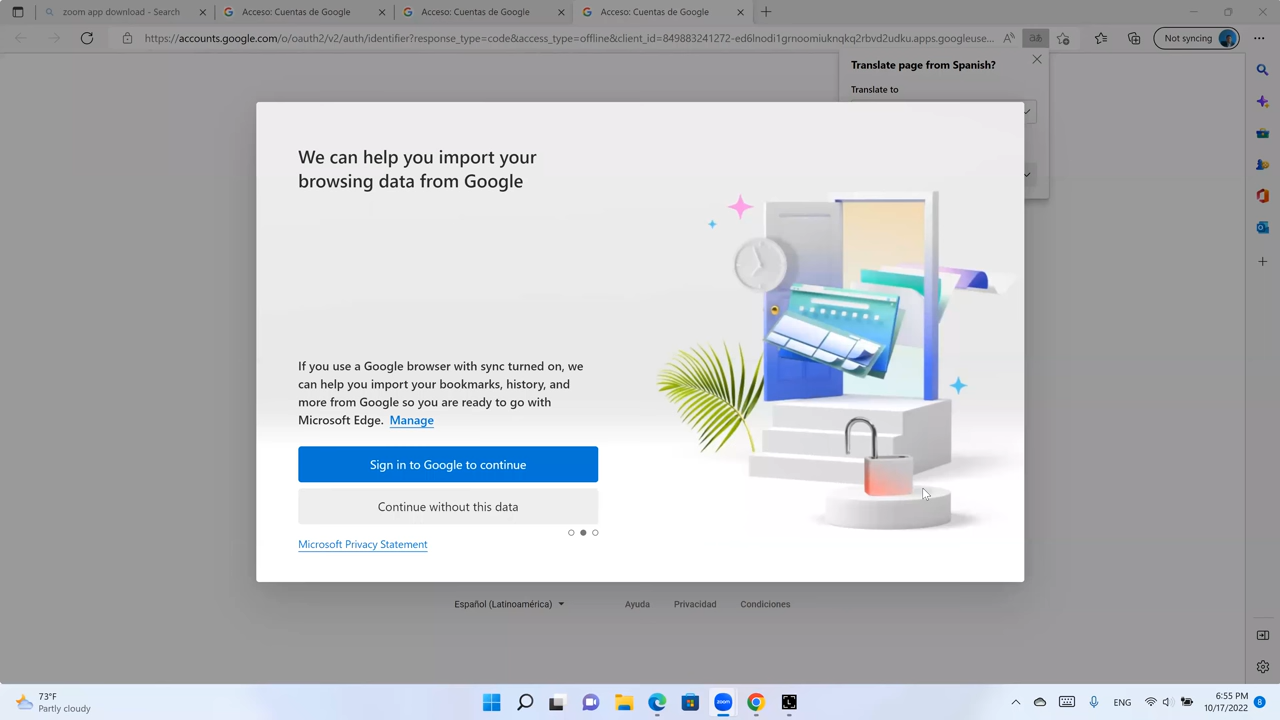 zoom app download - Search
Acceso: Cuentas de Google
Acceso: Cuentas de Google
Acceso: Cuentas de Google
https://accounts.google.com/o/oauth2/v2/auth/identifier?response_type=code&access_type=offline&client_id=849883241272-ed6lnodi1grnoomiuknqkq2rbvd2udku.apps.googleuse...
Not syncing
Translate page from Spanish?
Translate to
We can help you import your
browsing data from Google
If you use a Google browser with sync turned on, we
can help you import your bookmarks, history, and
more from Google so you are ready to go with
Microsoft Edge. Manage
Sign in to Google to continue
Continue without this data
Microsoft Privacy Statement
Español (Latinoamérica)
Ayuda
Privacidad
Condiciones
73°F
Partly cloudy
zoom
ENG
6:55 PM
10/17/2022
8